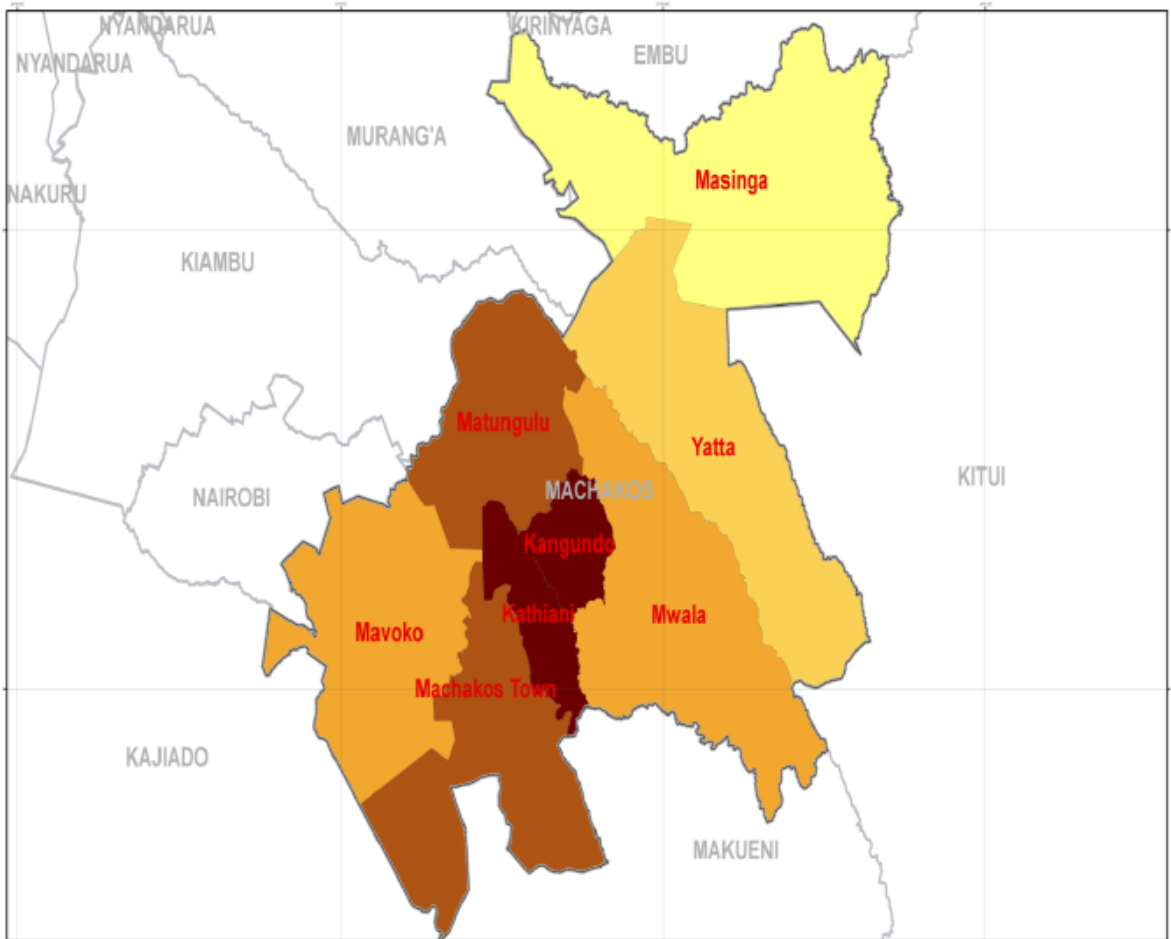 NYANDARUA
KIRINYAGA
EMBU
NYANDARUA
MURANG'A
Masinga
NAKURU
KIAMBU
Matungulu
Yatta
KITUI
MACHAKOS
NAIROBI
Kangundo
Kathiani
Mwala
Mavoko
Machakos Town
KAJIADO
MAKUENI